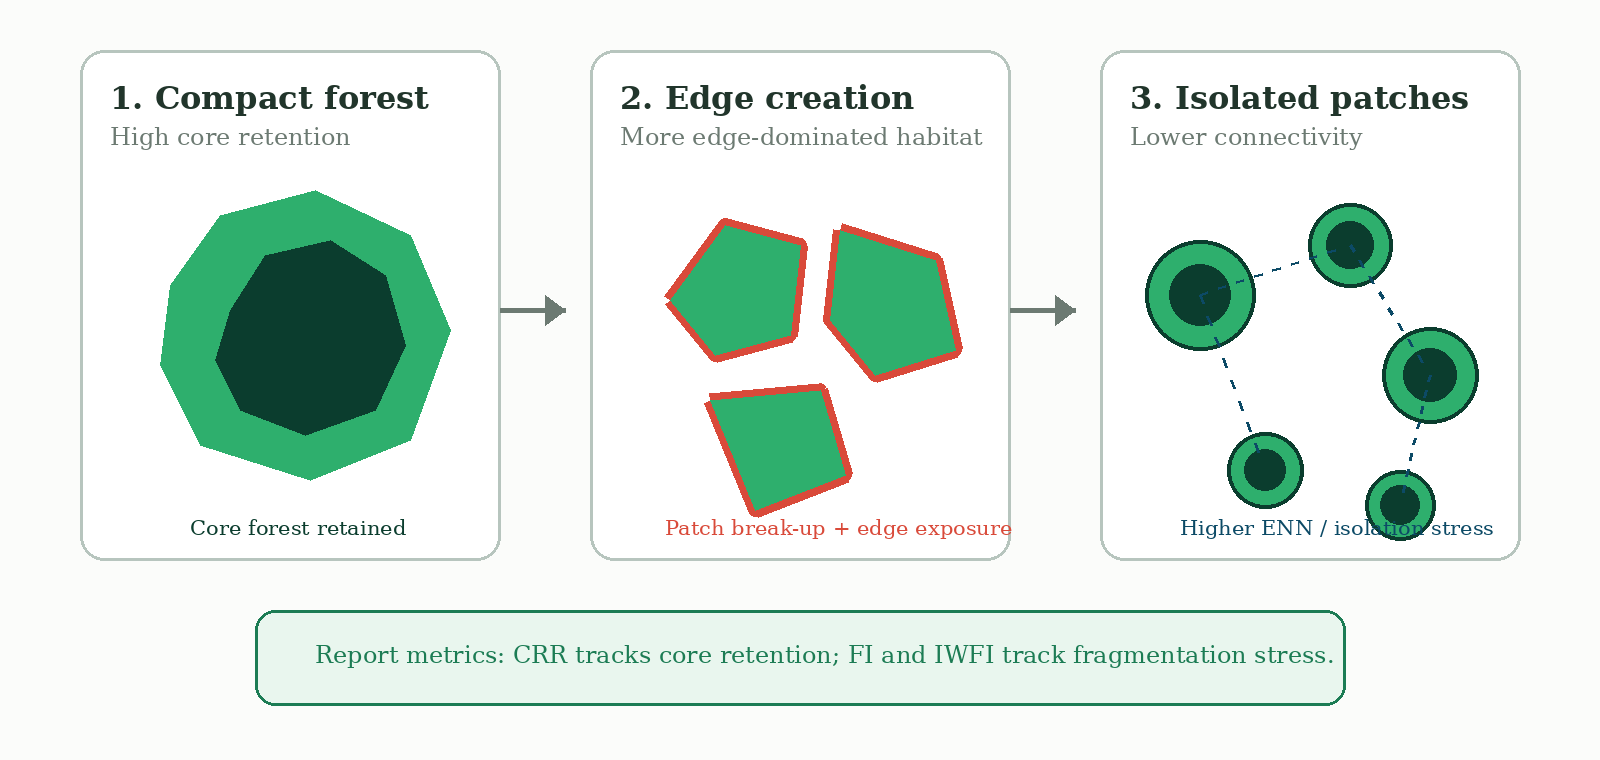 1. Compact forest
High core retention
Core forest retained
2. Edge creation
More edge-dominated habitat
Patch break-up + edge exposure
3. Isolated patches
Lower connectivity
Higher ENN / isolation stress
Report metrics: CRR tracks core retention; FI and IWFI track fragmentation stress.